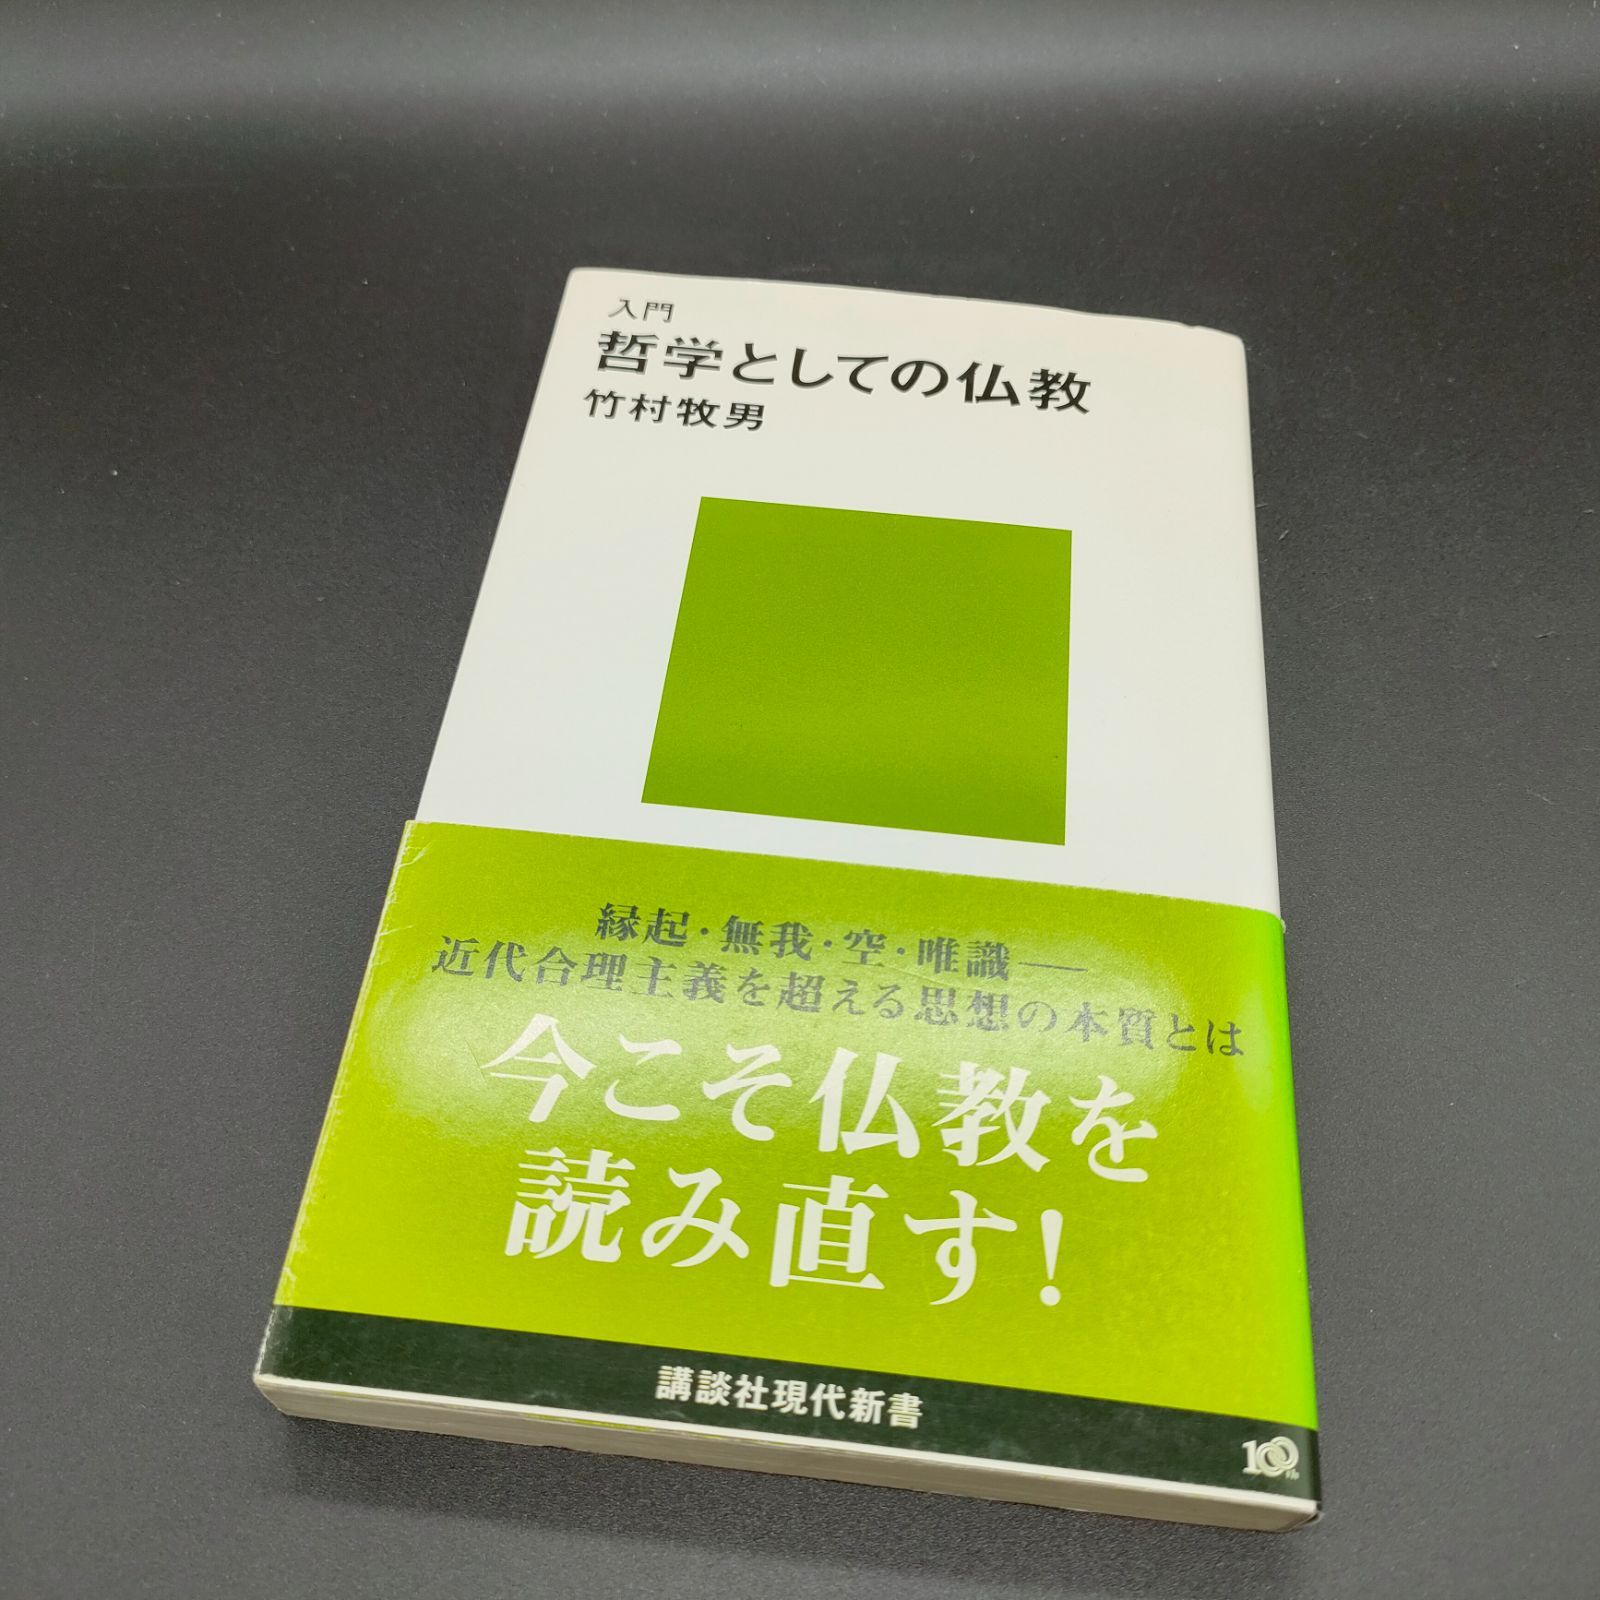 入門
哲学としての仏教
竹村牧男
縁起・無我・空・唯識――
近代合理主義を超える思想の本質とは
今こそ仏教を
読み直す!
講談社現代新書
100th